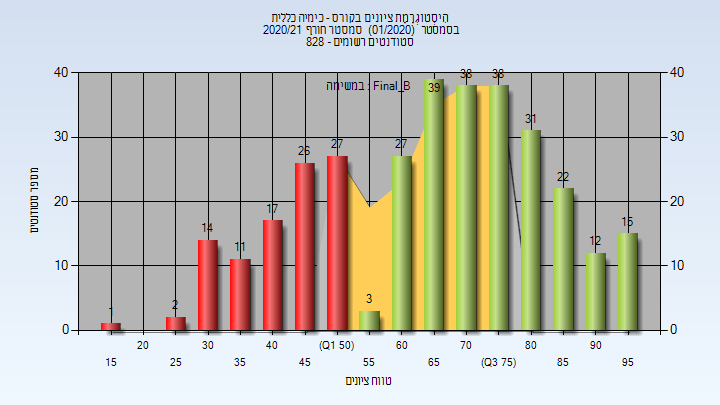 הִיסְטוֹגְרָמַת ציונים בקורס - כימיה כללית
בסמסטר (01/2020) סמסטר חורף 2020/21
סטודנטים רשומים - 828
במשימה : Final_B
מספר סטודנטים
40 40
30 30
20 20
10 10
0 0
1 2 14 11 17 26 27 3 27 39 38 38 31 22 12 15
20 30 40 (Q1 50) 60 70 80 90
15 25 35 45 55 65 (Q3 75) 85 95
טווח ציונים